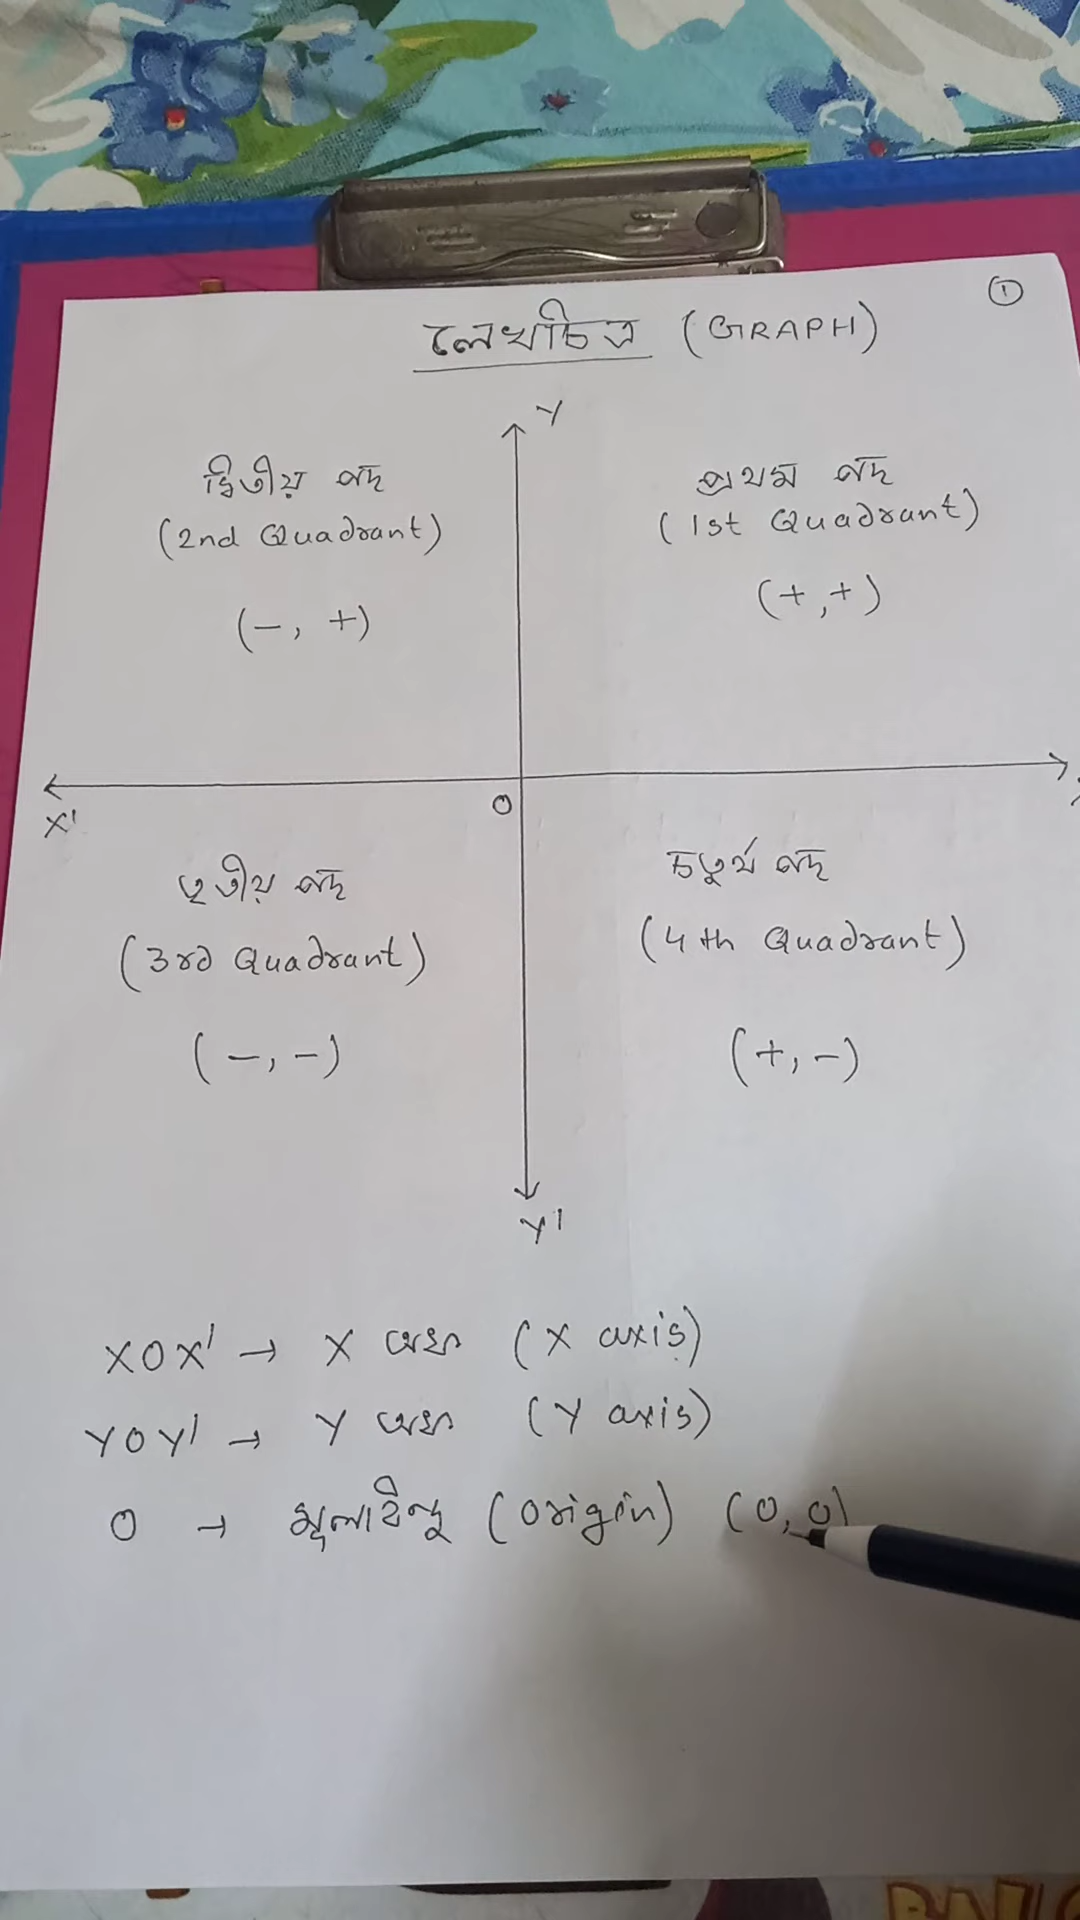 ①
লেখচিত্র (GRAPH)
Y
দ্বিতীয় পাদ
(2nd Quadrant)
(-, +)
প্রথম পাদ
(1st Quadrant)
(+,+)
X'
O
তৃতীয় পাদ
(3rd Quadrant)
(-,-)
চতুর্থ পাদ
(4th Quadrant)
(+,-)
Y'
XOX' → X অক্ষ (X axis)
YOY' → Y অক্ষ (Y axis)
O → মূলবিন্দু (origin) (0,0)